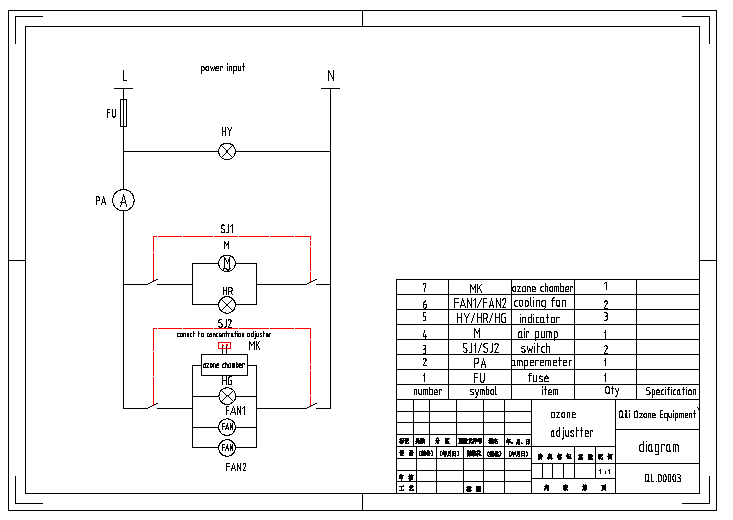 power input
L N
FU
HY
PA A
SJ1
M
M
HR
SJ2
conect to concentration adjuster
MK
ozone chamber
HG
FAN1
FAN
FAN
FAN2
7 MK ozone chamber 1
6 FAN1/FAN2 cooling fan 2
5 HY/HR/HG indicator 3
4 M air pump 1
3 SJ1/SJ2 switch 2
2 PA amperemeter 1
1 FU fuse 1
number symbol item Qty Specification
ozone
adjustter
Qili Ozone Equipment
diagram
1:1
QL.D0003